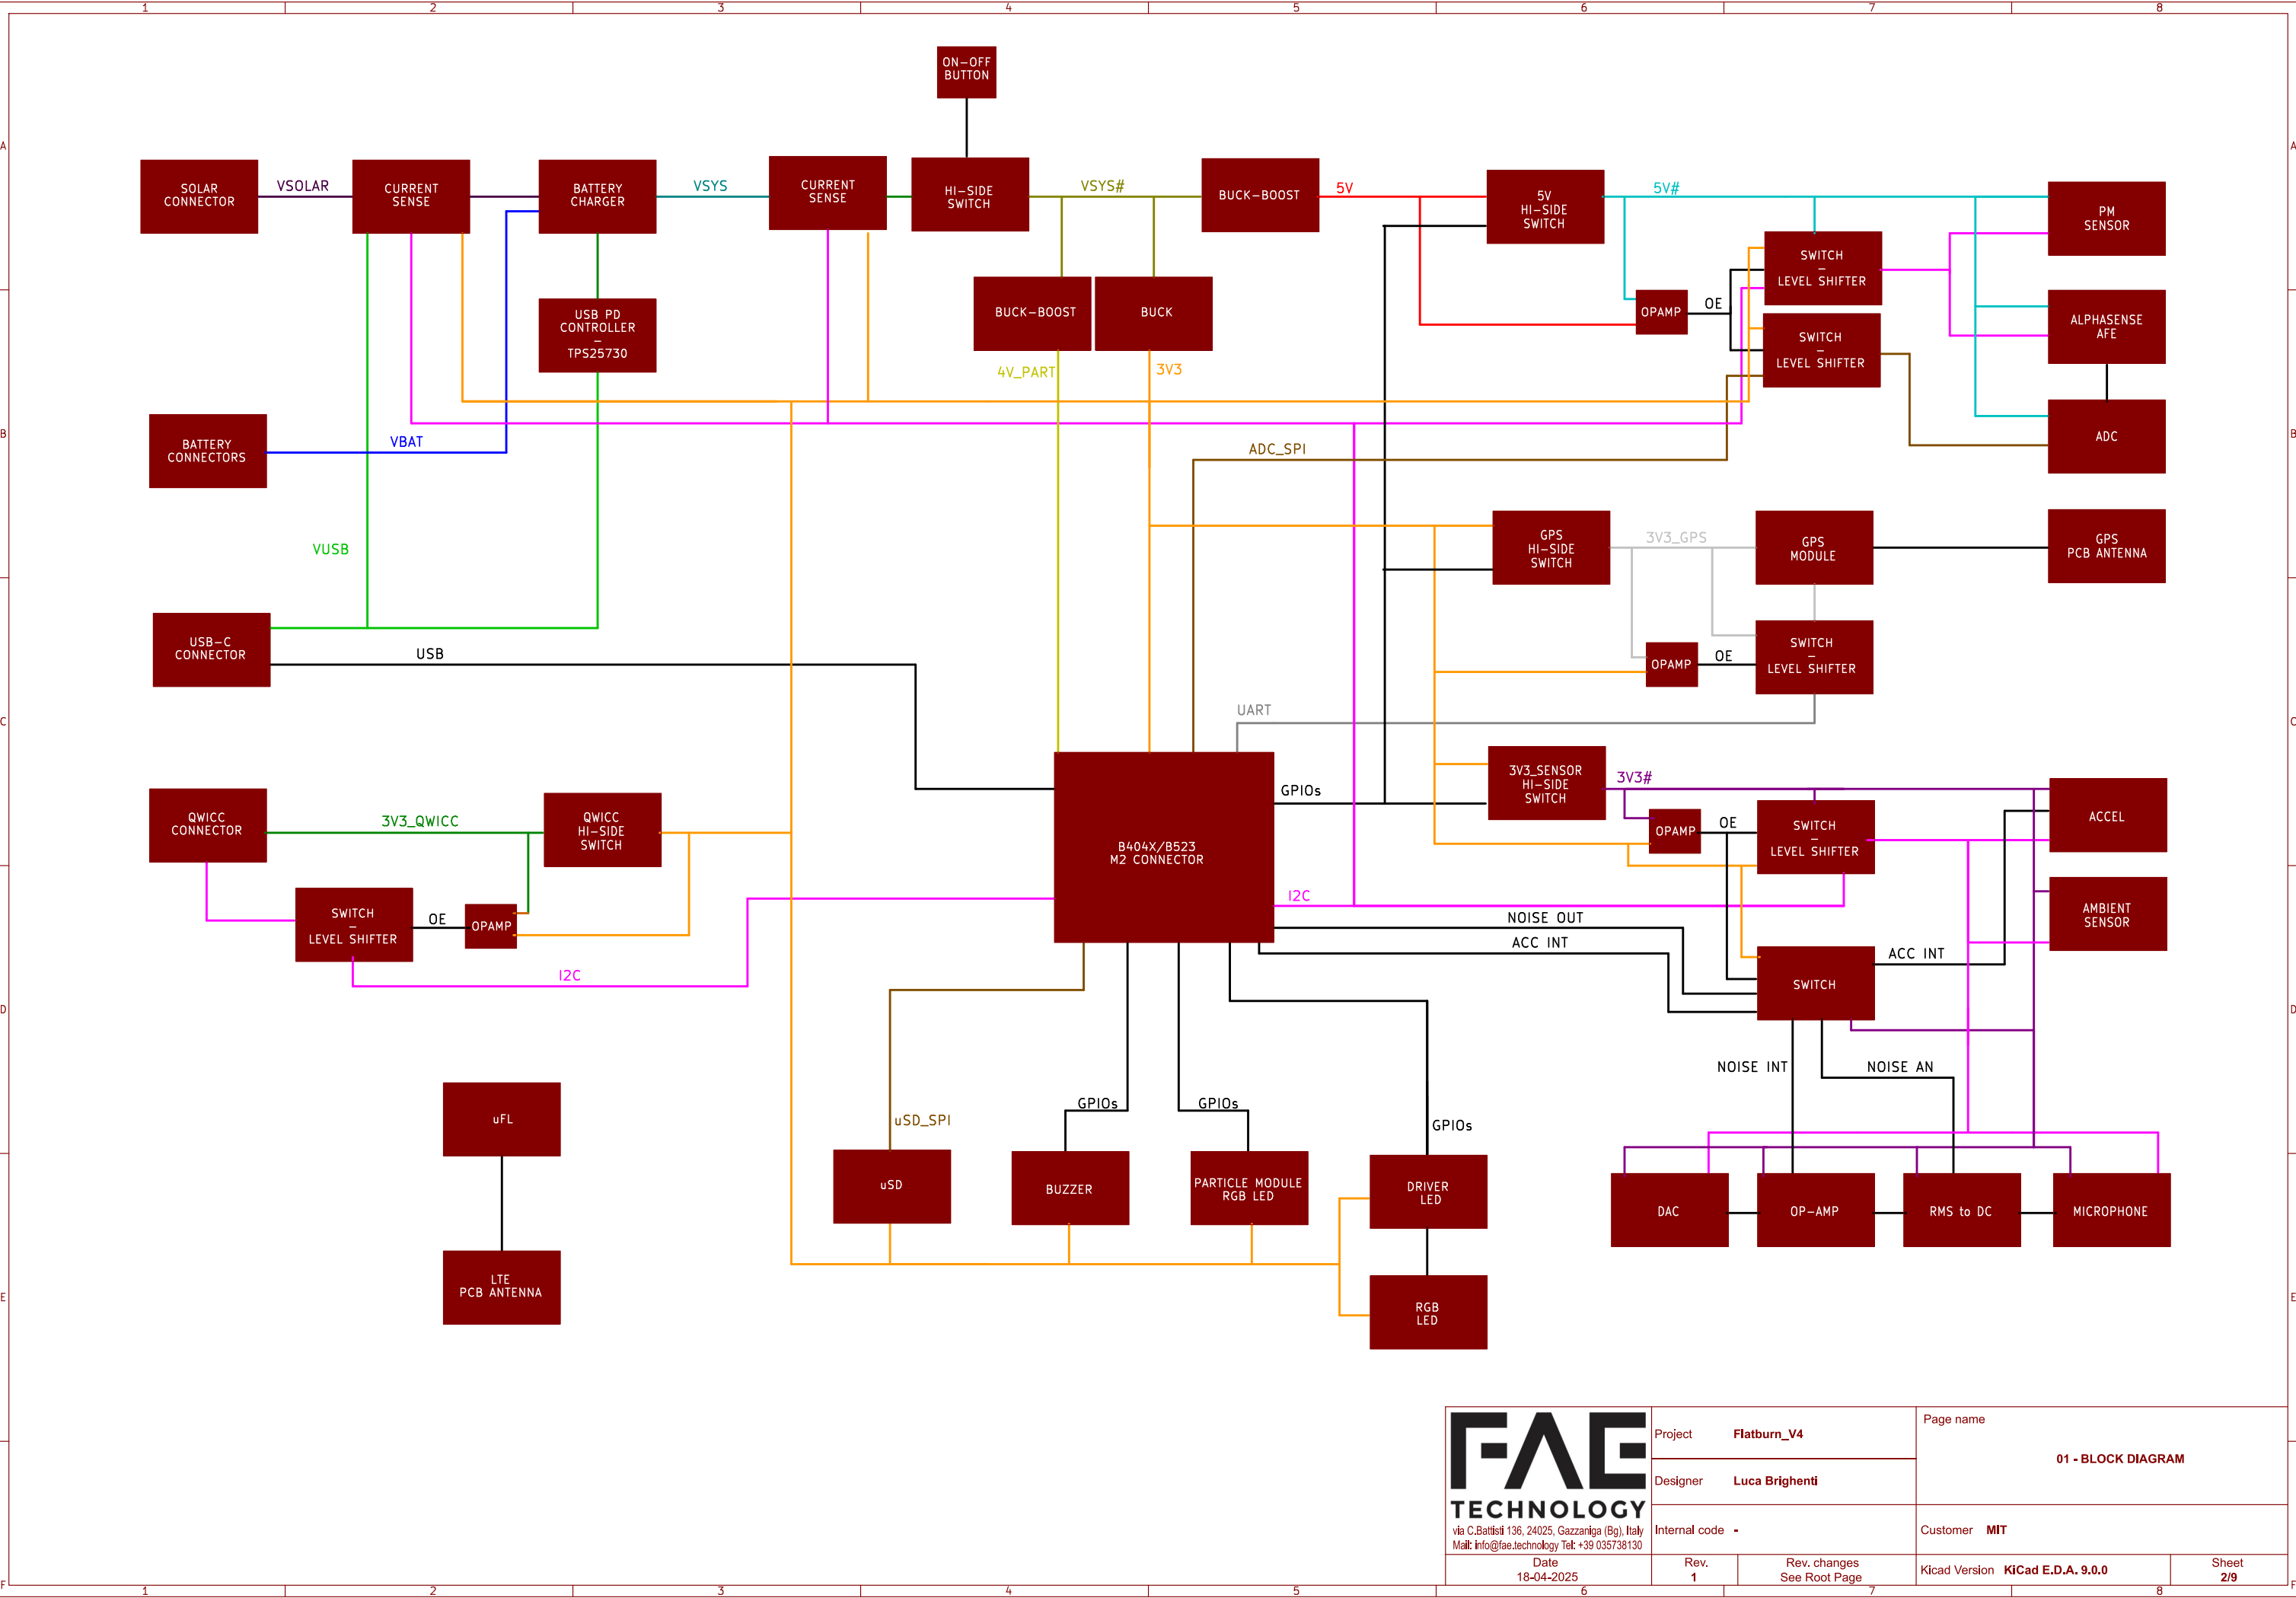 1 2 3 4 5 6 7 8
A
A
B
B
C
C
D
D
E
E
F
F
ON-OFF
BUTTON
SOLAR
CONNECTOR
VSOLAR
CURRENT
SENSE
BATTERY
CHARGER
VSYS
CURRENT
SENSE
HI-SIDE
SWITCH
VSYS#
BUCK-BOOST
5V
5V
HI-SIDE
SWITCH
5V#
PM
SENSOR
SWITCH
-
LEVEL SHIFTER
USB PD
CONTROLLER
-
TPS25730
BUCK-BOOST
BUCK
OPAMP
OE
SWITCH
-
LEVEL SHIFTER
ALPHASENSE
AFE
4V_PART
3V3
BATTERY
CONNECTORS
VBAT
ADC_SPI
ADC
VUSB
GPS
HI-SIDE
SWITCH
3V3_GPS
GPS
MODULE
GPS
PCB ANTENNA
USB-C
CONNECTOR
USB
OPAMP
OE
SWITCH
-
LEVEL SHIFTER
UART
QWICC
CONNECTOR
3V3_QWICC
QWICC
HI-SIDE
SWITCH
B404X/B523
M2 CONNECTOR
GPIOs
3V3_SENSOR
HI-SIDE
SWITCH
3V3#
OPAMP
OE
SWITCH
-
LEVEL SHIFTER
ACCEL
SWITCH
-
LEVEL SHIFTER
OE
OPAMP
I2C
I2C
NOISE OUT
ACC INT
AMBIENT
SENSOR
SWITCH
ACC INT
NOISE INT
NOISE AN
uFL
uSD_SPI
GPIOs
GPIOs
GPIOs
uSD
BUZZER
PARTICLE MODULE
RGB LED
DRIVER
LED
DAC
OP-AMP
RMS to DC
MICROPHONE
LTE
PCB ANTENNA
RGB
LED
FAE
TECHNOLOGY
via C.Battisti 136, 24025, Gazzaniga (Bg), Italy
Mail: info@fae.technology Tel: +39 035738130
Project Flatburn_V4
Page name
01 - BLOCK DIAGRAM
Designer Luca Brighenti
Internal code -
Customer MIT
Date
18-04-2025
Rev.
1
Rev. changes
See Root Page
Kicad Version KiCad E.D.A. 9.0.0
Sheet
2/9
1 2 3 4 5 6 7 8